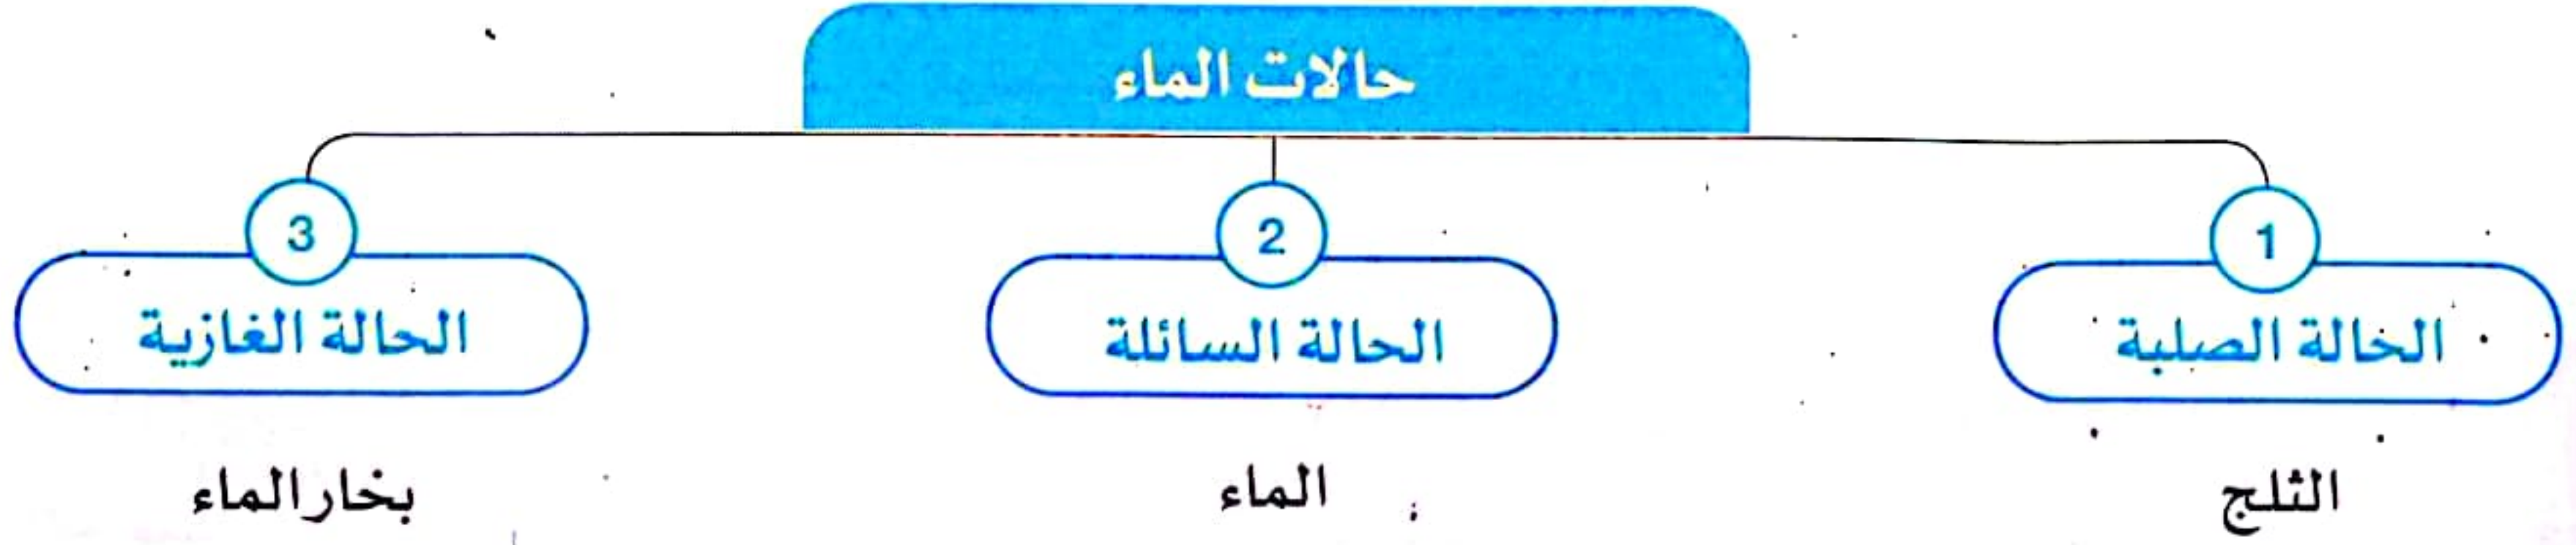 حالات الماء
1
الحالة الصلبة
الثلج
2
الحالة السائلة
الماء
3
الحالة الغازية
بخار الماء